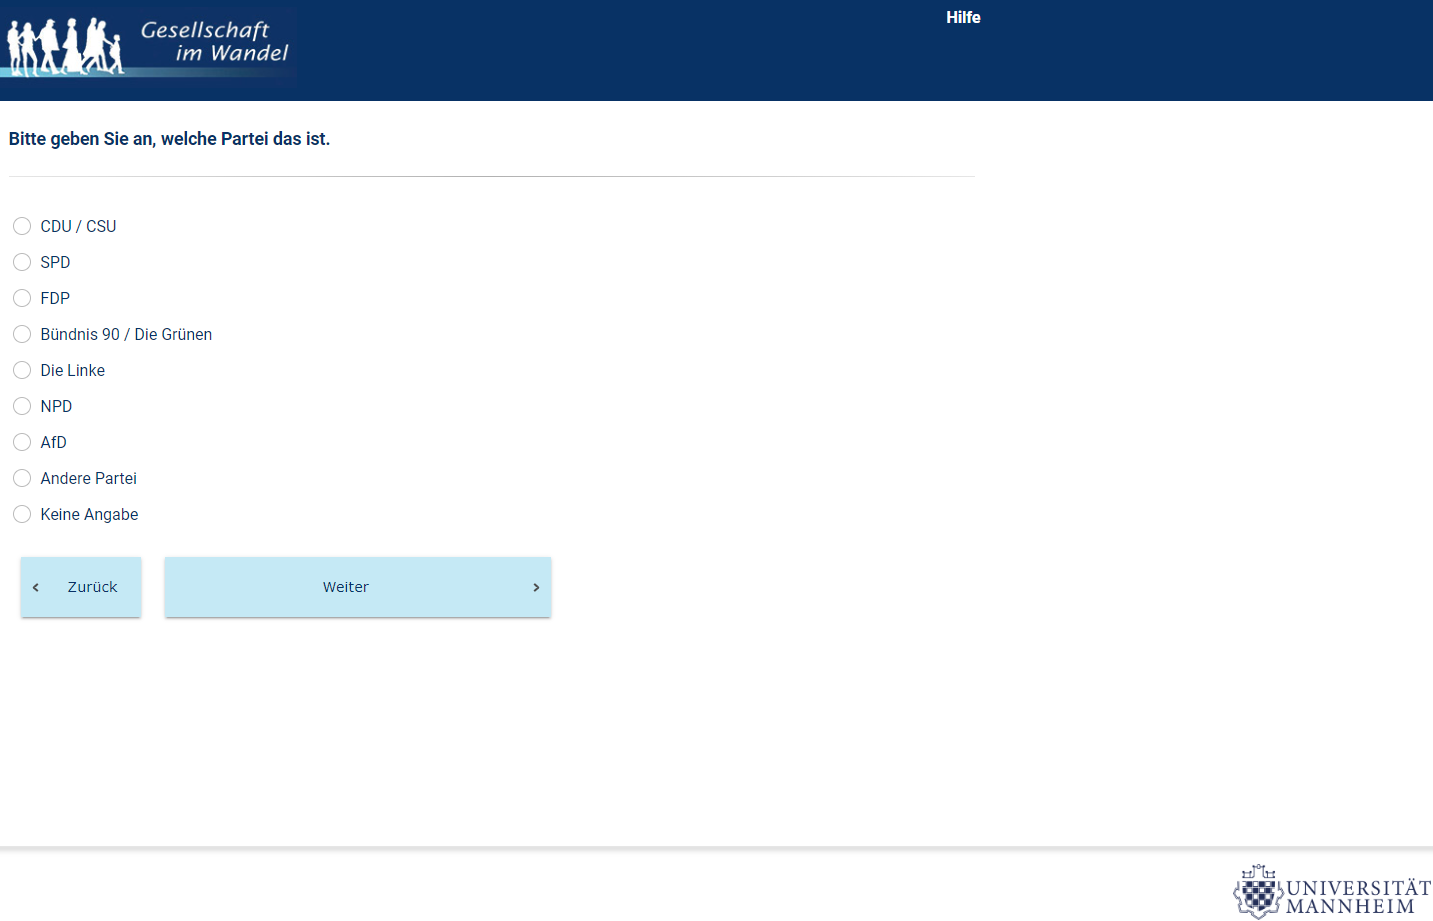 Gesellschaft
im Wandel
Hilfe
Bitte geben Sie an, welche Partei das ist.
CDU / CSU
SPD
FDP
Bündnis 90 / Die Grünen
Die Linke
NPD
AfD
Andere Partei
Keine Angabe
‹ Zurück
Weiter ›
UNIVERSITÄT
MANNHEIM